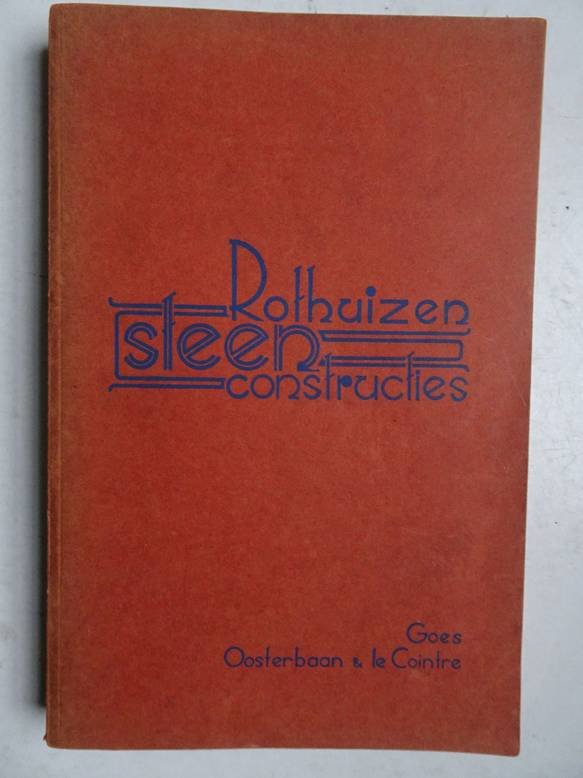 Rothuizen
steen
constructies
Goes
Oosterbaan & le Cointre